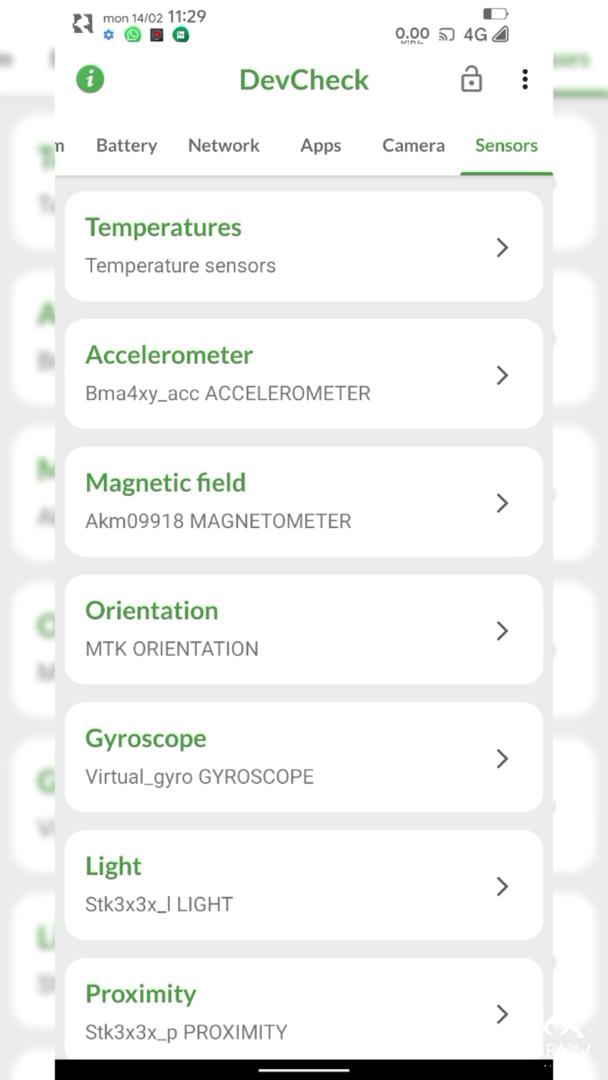 mon 14/02 11:29
0.00
4G
DevCheck
Battery Network Apps Camera Sensors
Temperatures
Temperature sensors
Accelerometer
Bma4xy_acc ACCELEROMETER
Magnetic field
Akm09918 MAGNETOMETER
Orientation
MTK ORIENTATION
Gyroscope
Virtual_gyro GYROSCOPE
Light
Stk3x3x_l LIGHT
Proximity
Stk3x3x_p PROXIMITY